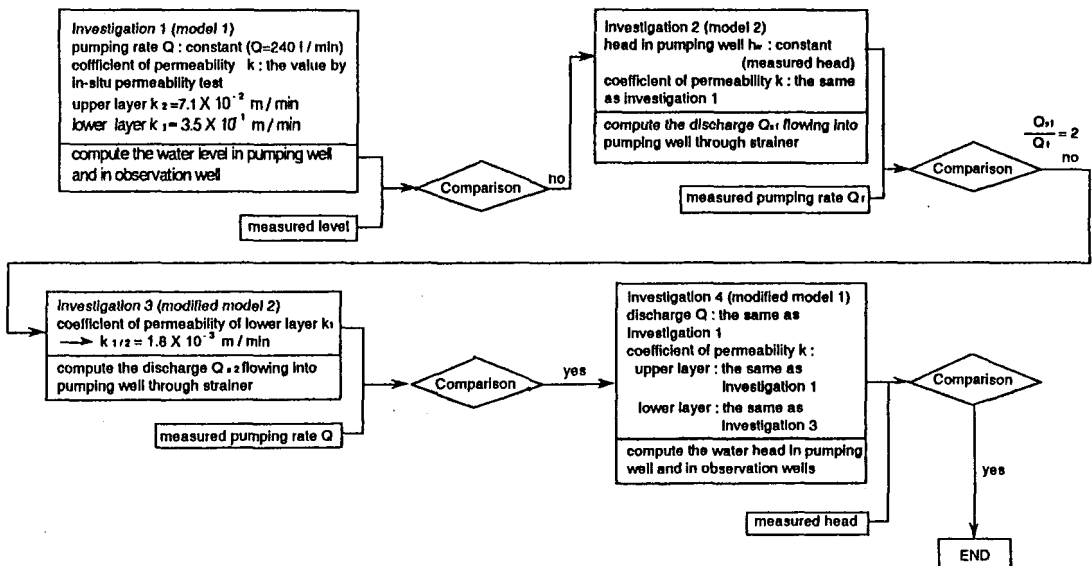 Investigation 1 (model 1)
pumping rate Q : constant (Q=240 l / min)
cofficient of permeability k : the value by
in-situ permeability test
upper layer k₂ =7.1 X 10⁻² m / min
lower layer k₁ = 3.5 X 10⁻¹ m / min
compute the water level in pumping well
and in observation well
measured level
Comparison
no
Investigation 2 (model 2)
head in pumping well hw : constant
(measured head)
coefficient of permeability k : the same
as investigation 1
compute the discharge Qs1 flowing into
pumping well through strainer
measured pumping rate Qt
Comparison
Qs1
Qt
= 2
no
Investigation 3 (modified model 2)
coefficient of permeability of lower layer k₁
→ k 1/2 = 1.8 X 10⁻³ m / min
compute the discharge Qs2 flowing into
pumping well through strainer
measured pumping rate Q
Comparison
yes
Investigation 4 (modified model 1)
discharge Q : the same as
Investigation 1
coefficient of permeability k :
upper layer : the same as
Investigation 1
lower layer : the same as
Investigation 3
compute the water head in pumping
well and in observation wells
measured head
Comparison
yes
END